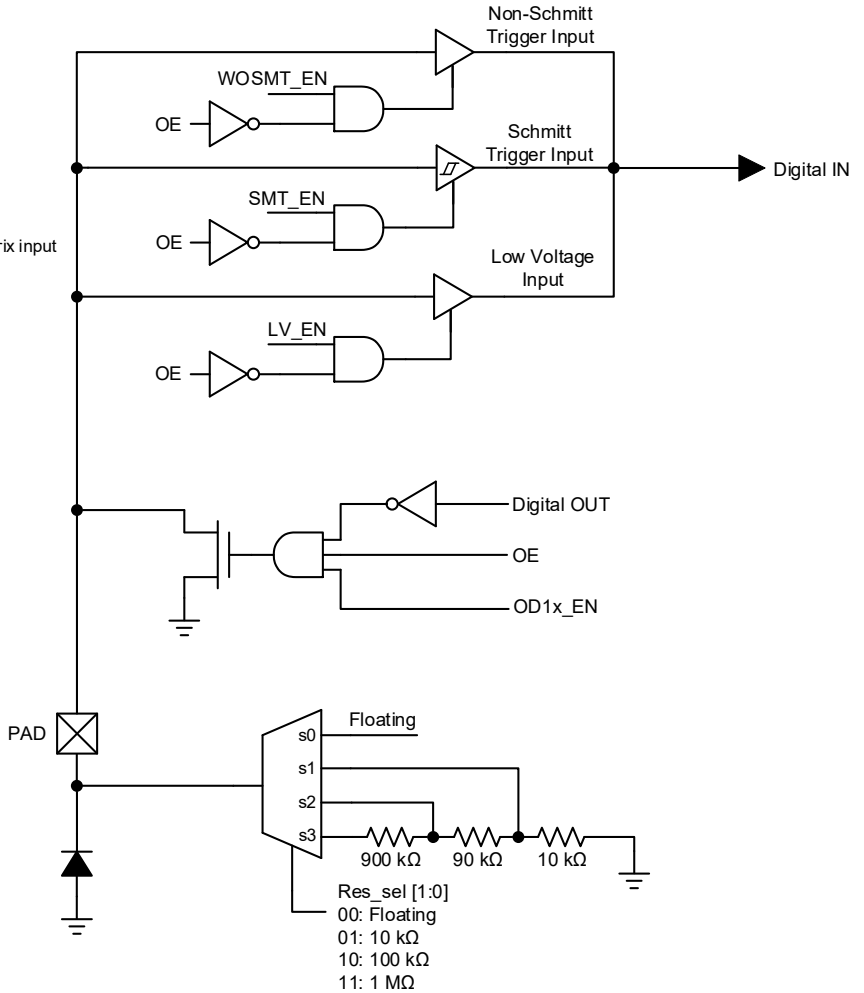 Non-Schmitt
Trigger Input
WOSMT_EN
OE
Schmitt
Trigger Input
Digital IN
SMT_EN
OE
rix input
Low Voltage
Input
LV_EN
OE
Digital OUT
OE
OD1x_EN
PAD
Floating
s0
s1
s2
s3
900 kΩ
90 kΩ
10 kΩ
Res_sel [1:0]
00: Floating
01: 10 kΩ
10: 100 kΩ
11: 1 MΩ